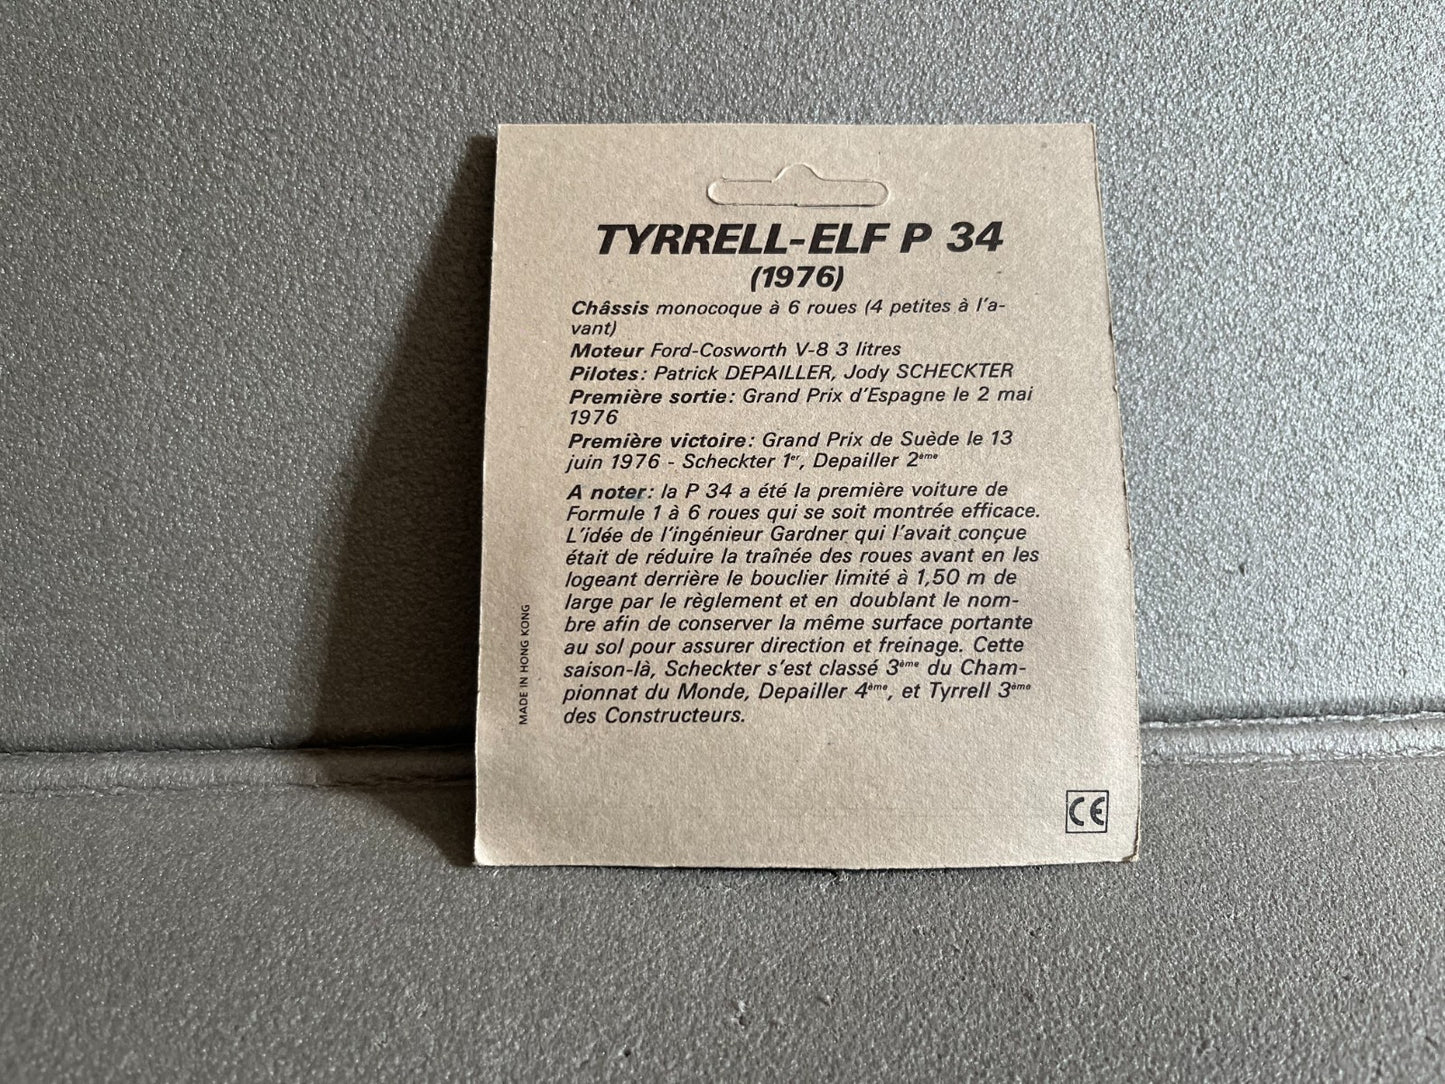 TYRRELL-ELF P 34
(1976)
Châssis monocoque à 6 roues (4 petites à l'a-
vant)
Moteur Ford-Cosworth V-8 3 litres
Pilotes: Patrick DEPAILLER, Jody SCHECKTER
Première sortie: Grand Prix d'Espagne le 2 mai
1976
Première victoire: Grand Prix de Suède le 13
juin 1976 - Scheckter 1er, Depailler 2ème
A noter: la P 34 a été la première voiture de
Formule 1 à 6 roues qui se soit montrée efficace.
L'idée de l'ingénieur Gardner qui l'avait conçue
était de réduire la traînée des roues avant en les
logeant derrière le bouclier limité à 1,50 m de
large par le règlement et en doublant le nom-
bre afin de conserver la même surface portante
au sol pour assurer direction et freinage. Cette
saison-là, Scheckter s'est classé 3ème du Cham-
pionnat du Monde, Depailler 4ème, et Tyrrell 3ème
des Constructeurs.
MADE IN HONG KONG
CE